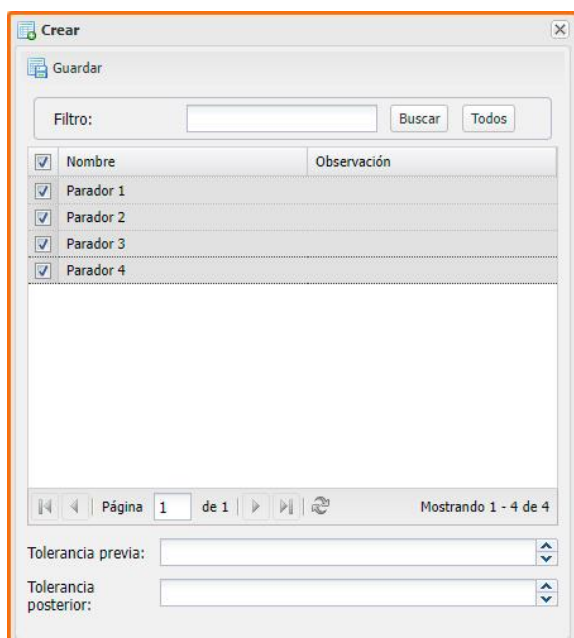 Crear
Guardar
Filtro: Buscar Todos
Nombre Observación
Parador 1
Parador 2
Parador 3
Parador 4
Página 1 de 1 Mostrando 1 - 4 de 4
Tolerancia previa:
Tolerancia
posterior: